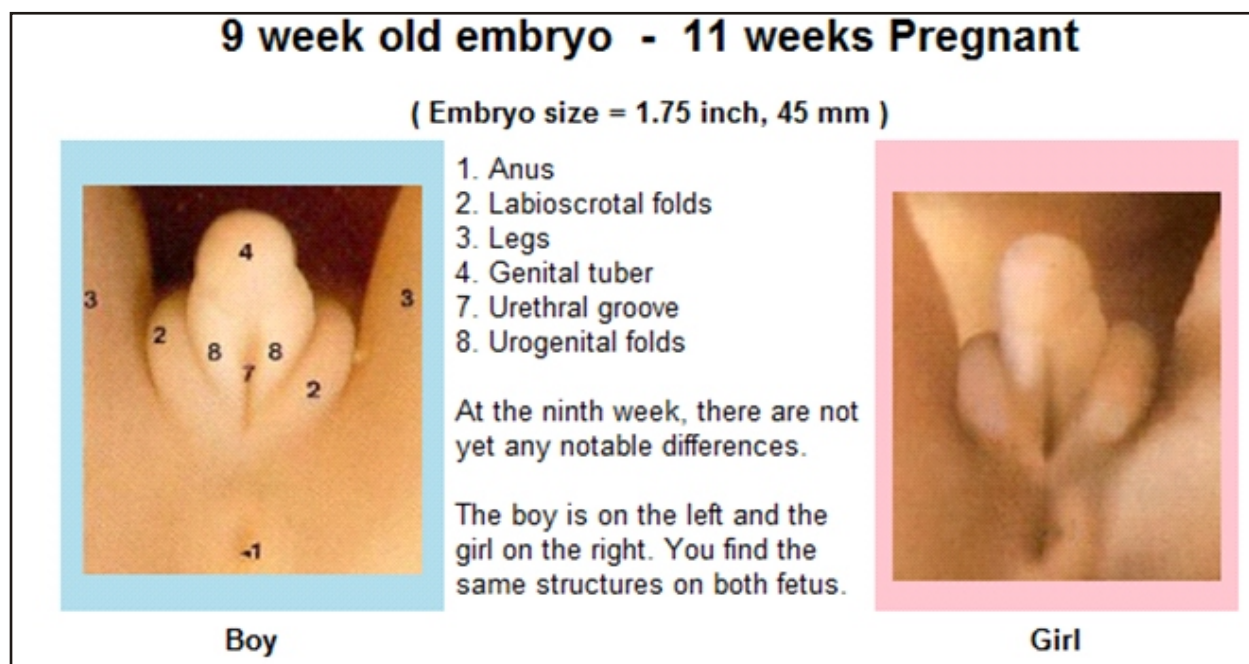 9 week old embryo - 11 weeks Pregnant
( Embryo size = 1.75 inch, 45 mm )
1. Anus
2. Labioscrotal folds
3. Legs
4. Genital tuber
7. Urethral groove
8. Urogenital folds
At the ninth week, there are not
yet any notable differences.
The boy is on the left and the
girl on the right. You find the
same structures on both fetus.
4
3
3
2
8
8
7
2
1
Boy
Girl